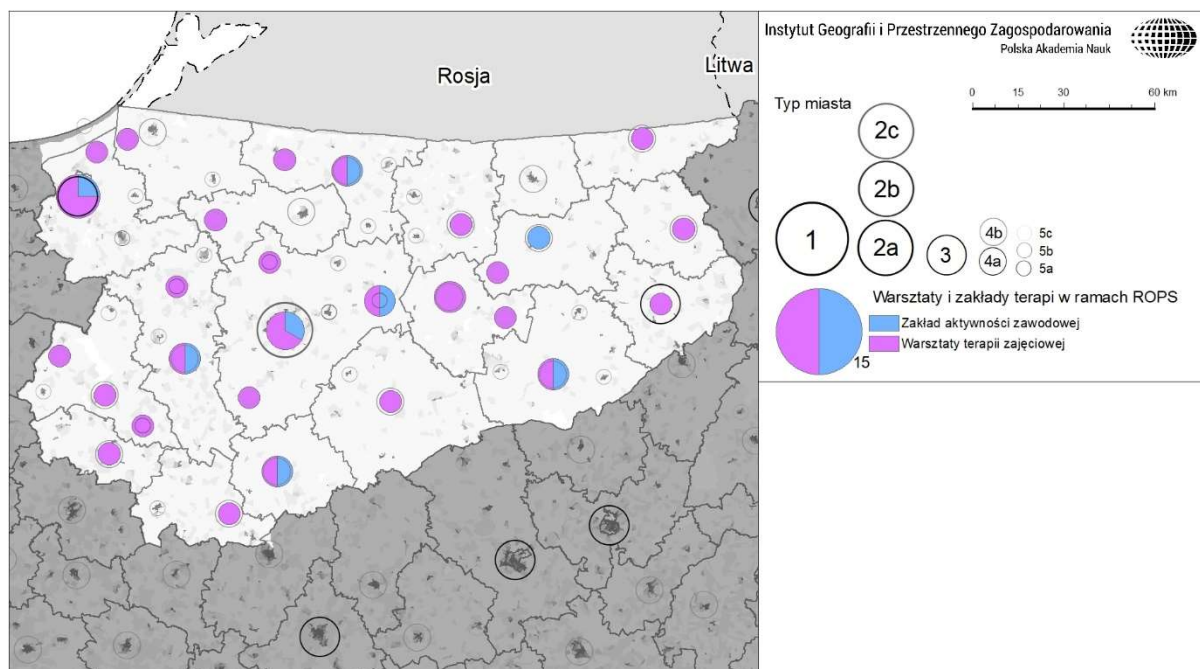 Rosja
Litwa
Instytut Geografii i Przestrzennego Zagospodarowania
Polska Akademia Nauk
0 15 30 60 km
Typ miasta
2c
2b
1
2a
3
4b
4a
5c
5b
5a
Warsztaty i zakłady terapi w ramach ROPS
Zakład aktywności zawodowej
Warsztaty terapii zajęciowej
15